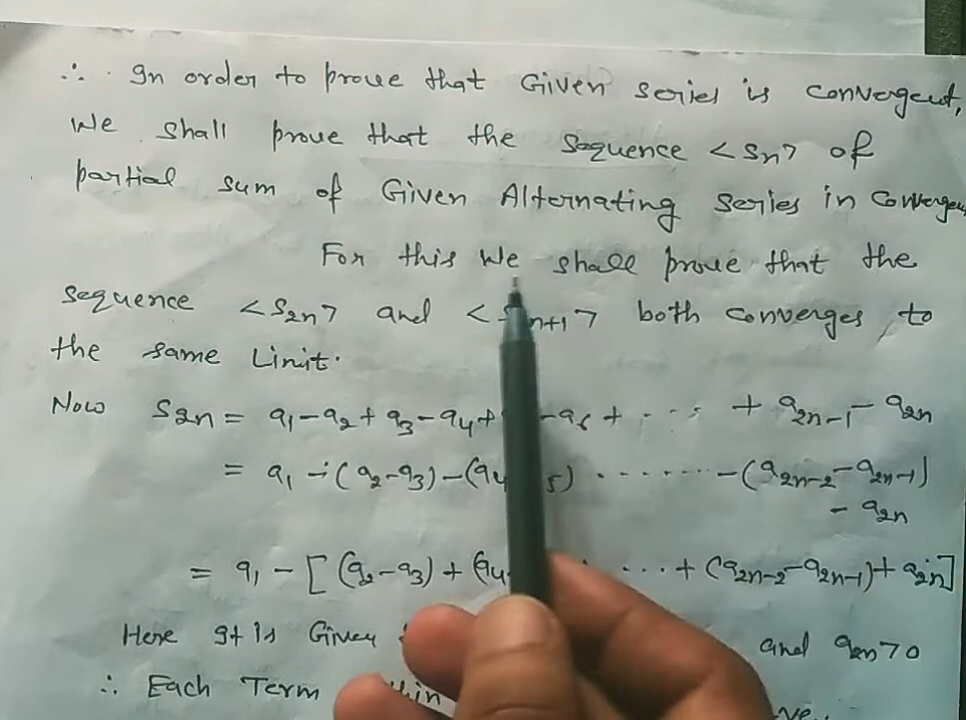 ∴ In order to prove that Given series is convergent,
We shall prove that the sequence <Sn> of
partial sum of Given Alternating series in
For this We shall prove that the
sequence <S2n> and < n+1> both converges to
the same Limit.
Now S2n = a1 - a2 + a3 - a4 + - a6 + .... + a2n-1 - a2n
= a1 - (a2 - a3) - (a4 5) ........ - (a2n-2 - a2n-1)
- a2n
= a1 - [(a2 - a3) + (a4 .... + (a2n-2 - a2n-1) + a2n]
Here It is Given and a2n > 0
∴ Each Term